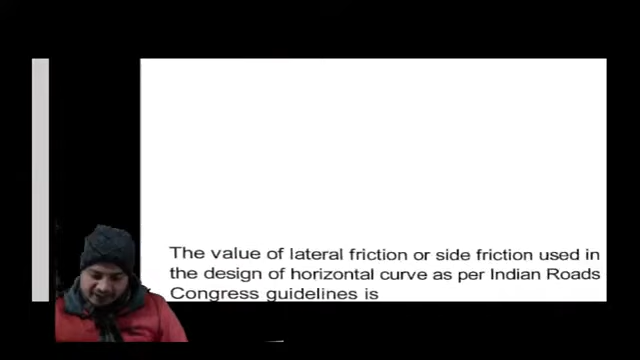 The value of lateral friction or side friction used in
the design of horizontal curve as per Indian Roads
Congress guidelines is